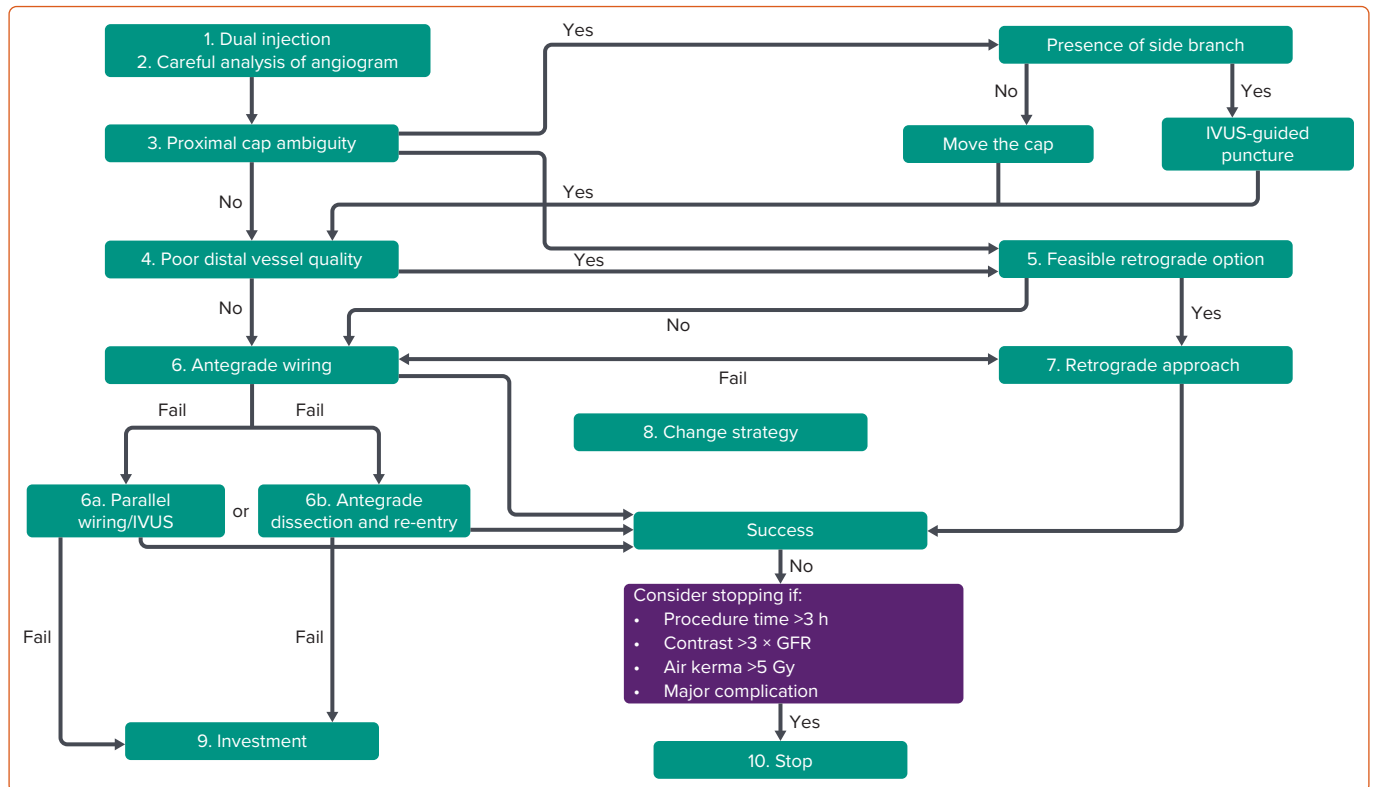 1. Dual injection
2. Careful analysis of angiogram
Yes
Presence of side branch
No
Yes
3. Proximal cap ambiguity
Move the cap
IVUS-guided
puncture
No
Yes
4. Poor distal vessel quality
Yes
5. Feasible retrograde option
No
No
Yes
6. Antegrade wiring
Fail
7. Retrograde approach
Fail
Fail
8. Change strategy
6a. Parallel
wiring/IVUS
or
6b. Antegrade
dissection and re-entry
Success
No
Consider stopping if:
• Procedure time >3 h
• Contrast >3 × GFR
• Air kerma >5 Gy
• Major complication
Fail
Fail
Yes
9. Investment
10. Stop